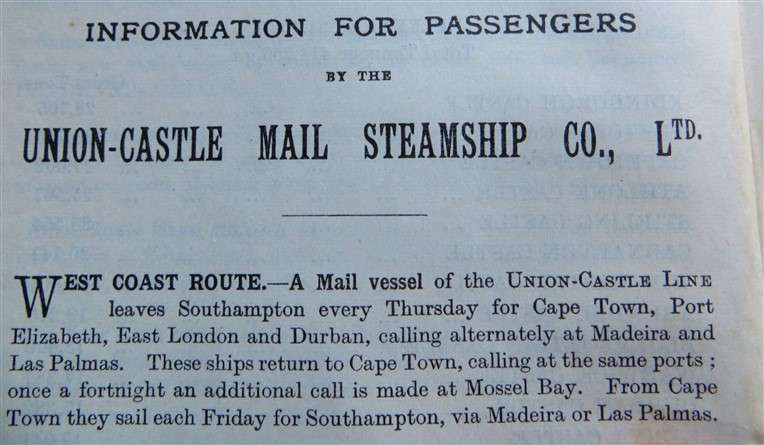 INFORMATION FOR PASSENGERS
BY THE
UNION-CASTLE MAIL STEAMSHIP CO., LTD.
WEST COAST ROUTE.—A Mail vessel of the UNION-CASTLE LINE
leaves Southampton every Thursday for Cape Town, Port
Elizabeth, East London and Durban, calling alternately at Madeira and
Las Palmas. These ships return to Cape Town, calling at the same ports ;
once a fortnight an additional call is made at Mossel Bay. From Cape
Town they sail each Friday for Southampton, via Madeira or Las Palmas.